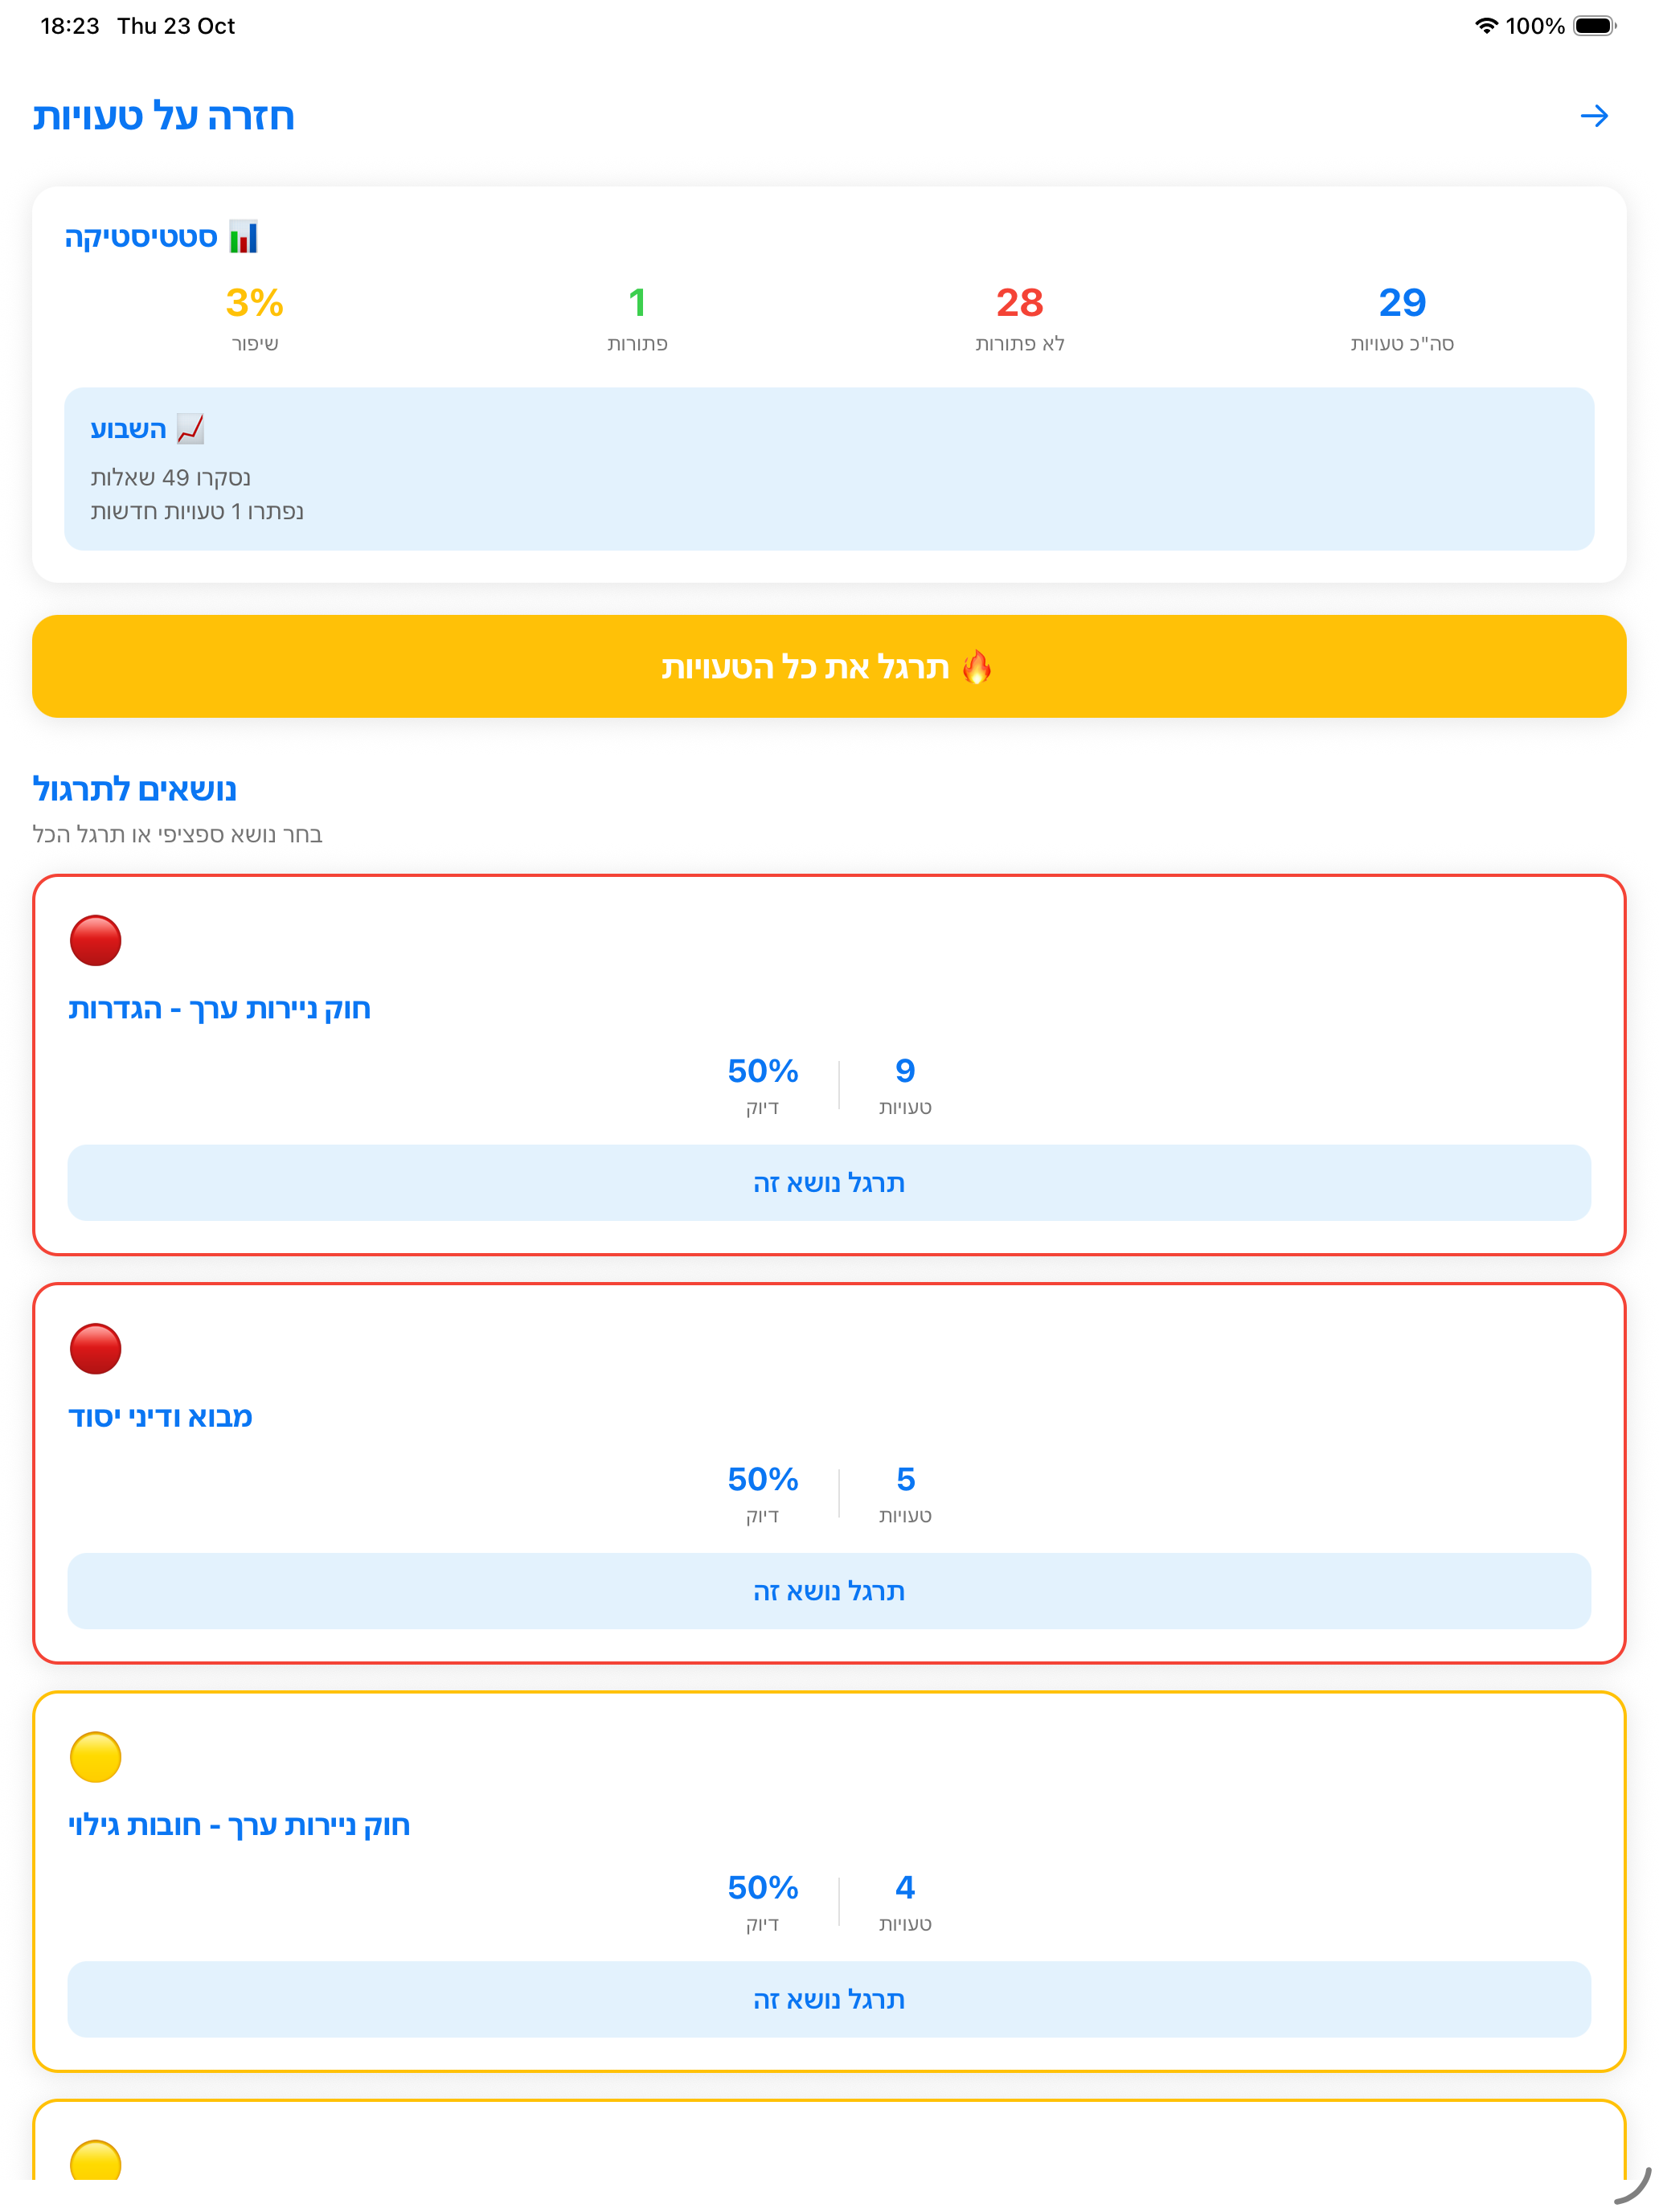 18:23 Thu 23 Oct
100%
חזרה על טעויות
📊 סטטיסטיקה
29
סה"כ טעויות
28
לא פתורות
1
פתורות
3%
שיפור
📈 השבוע
נסקרו 49 שאלות
נפתרו 1 טעויות חדשות
🔥 תרגל את כל הטעויות
נושאים לתרגול
בחר נושא ספציפי או תרגל הכל
חוק ניירות ערך - הגדרות
9
טעויות
50%
דיוק
תרגל נושא זה
מבוא ודיני יסוד
5
טעויות
50%
דיוק
תרגל נושא זה
חוק ניירות ערך - חובות גילוי
4
טעויות
50%
דיוק
תרגל נושא זה